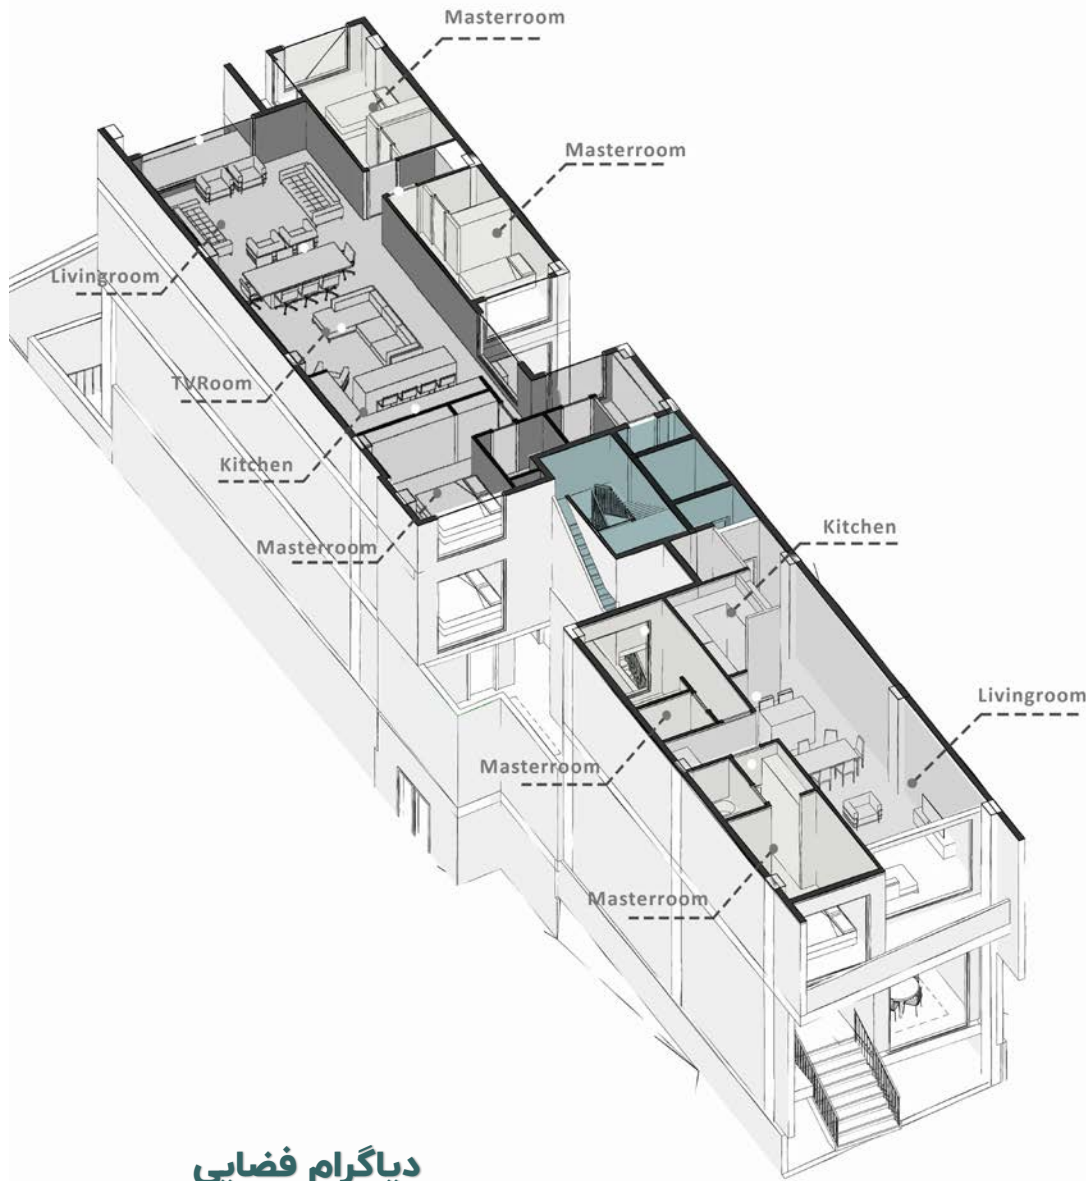 Masterroom
Masterroom
Livingroom
TVRoom
Kitchen
Masterroom
Kitchen
Livingroom
Masterroom
Masterroom
دیاگرام فضایی